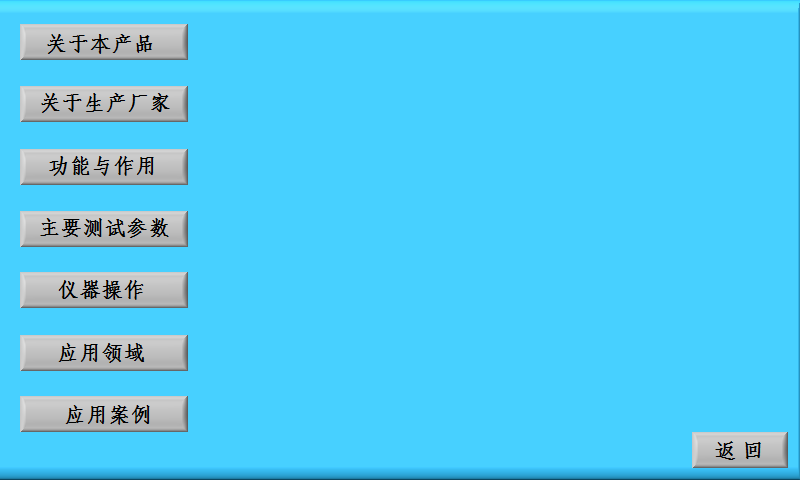 关于本产品
关于生产厂家
功能与作用
主要测试参数
仪器操作
应用领域
应用案例
返回